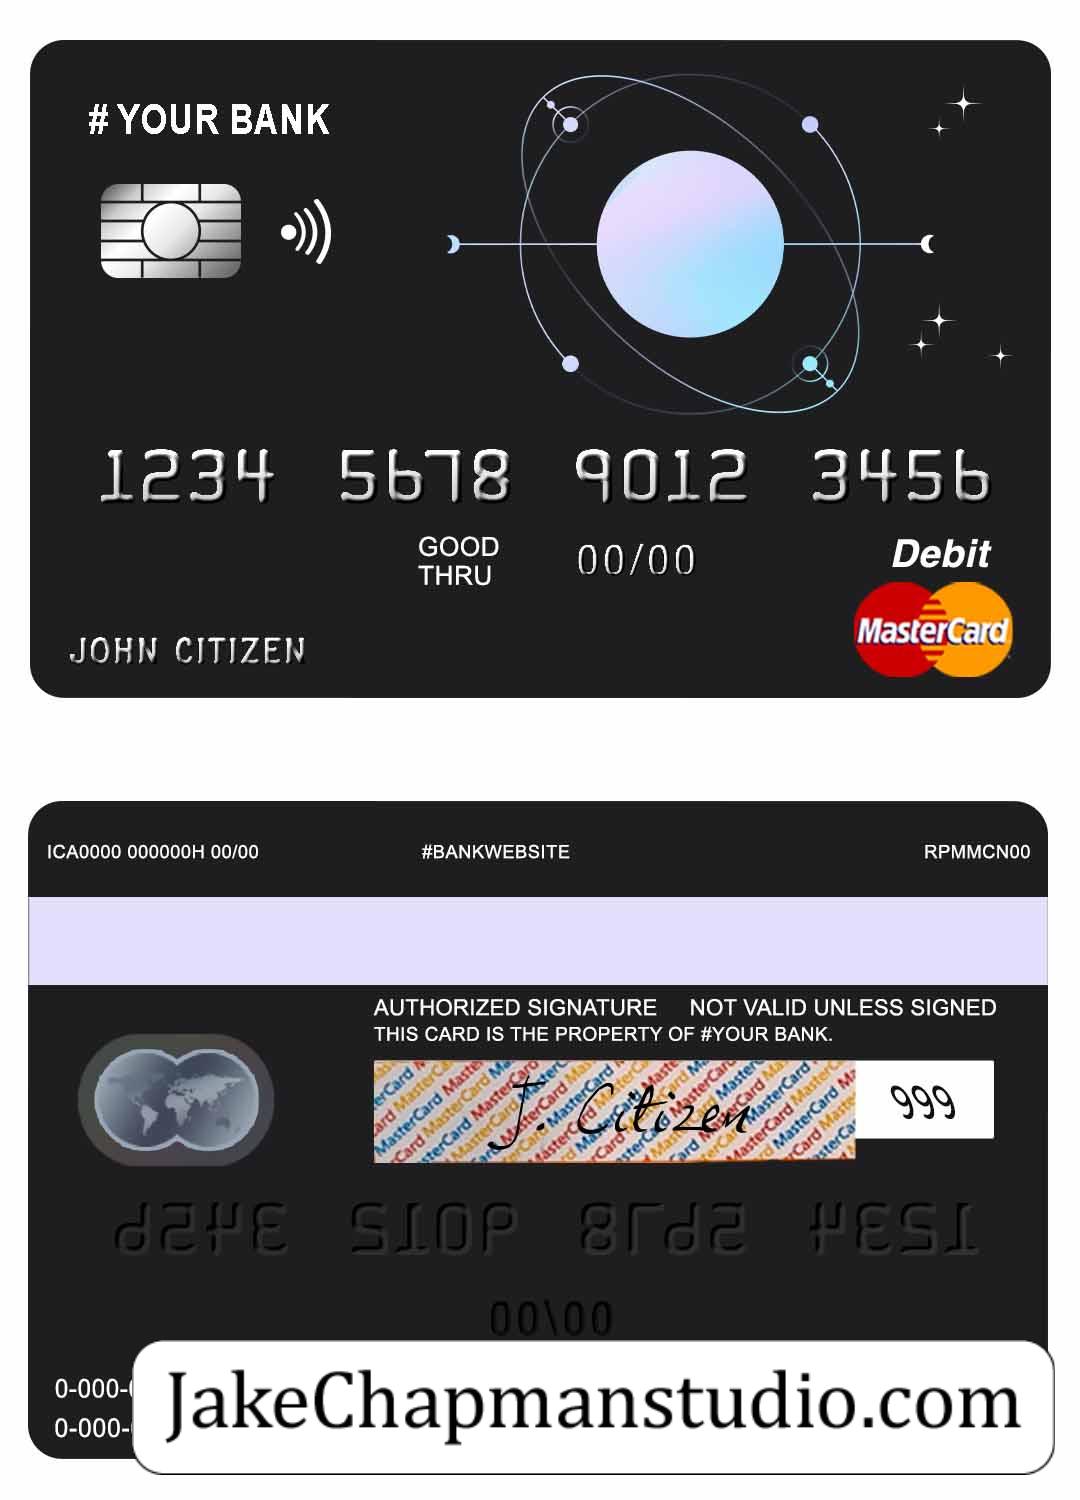 # YOUR BANK
1234 5678 9012 3456
GOOD
THRU
00/00
Debit
MasterCard
JOHN CITIZEN
ICA0000 000000H 00/00
#BANKWEBSITE
RPMMCN00
AUTHORIZED SIGNATURE NOT VALID UNLESS SIGNED
THIS CARD IS THE PROPERTY OF #YOUR BANK.
J. Citizen
999
1234 5678 9012 3456
00/00
0-000-
0-000-
JakeChapmanstudio.com